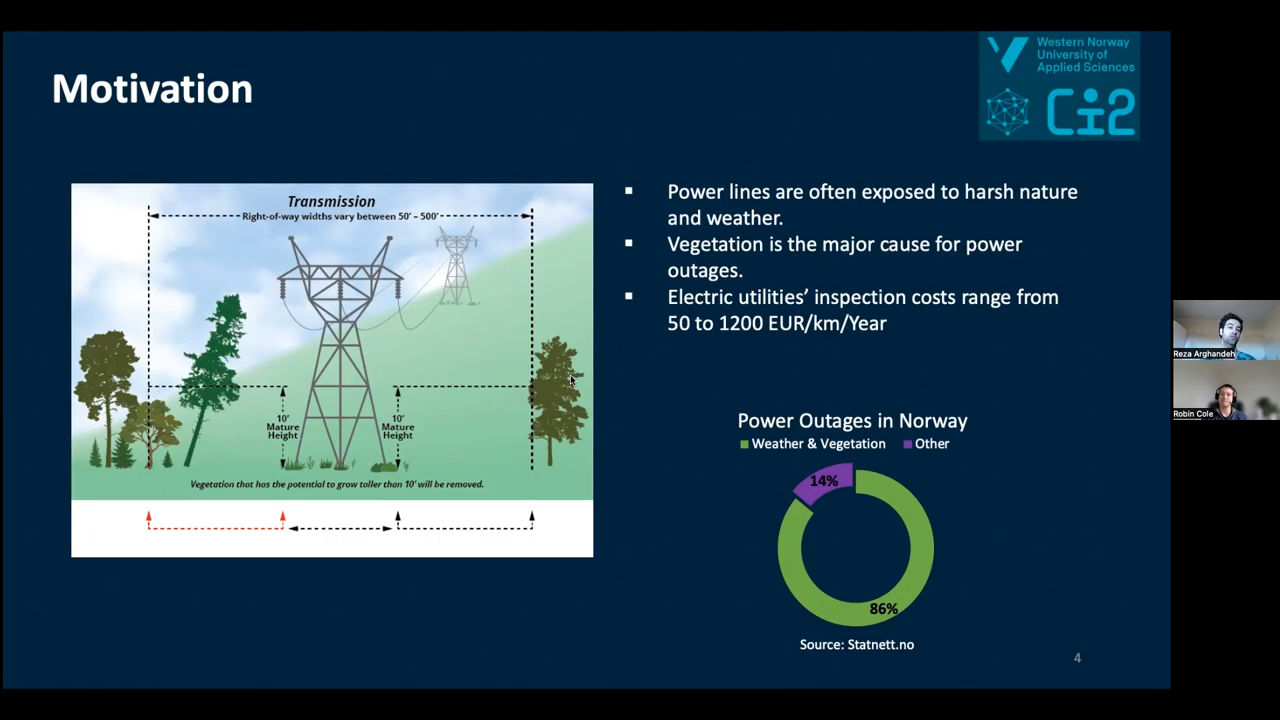 Motivation
Western Norway
University of
Applied Sciences
Ci2
Transmission
Right-of-way widths vary between 50' – 500'
10'
Mature
Height
10'
Mature
Height
Vegetation that has the potential to grow taller than 10' will be removed.
Power lines are often exposed to harsh nature
and weather.
Vegetation is the major cause for power
outages.
Electric utilities’ inspection costs range from
50 to 1200 EUR/km/Year
Power Outages in Norway
Weather & Vegetation
Other
14%
86%
Source: Statnett.no
4
Reza Arghandeh
Robin Cole